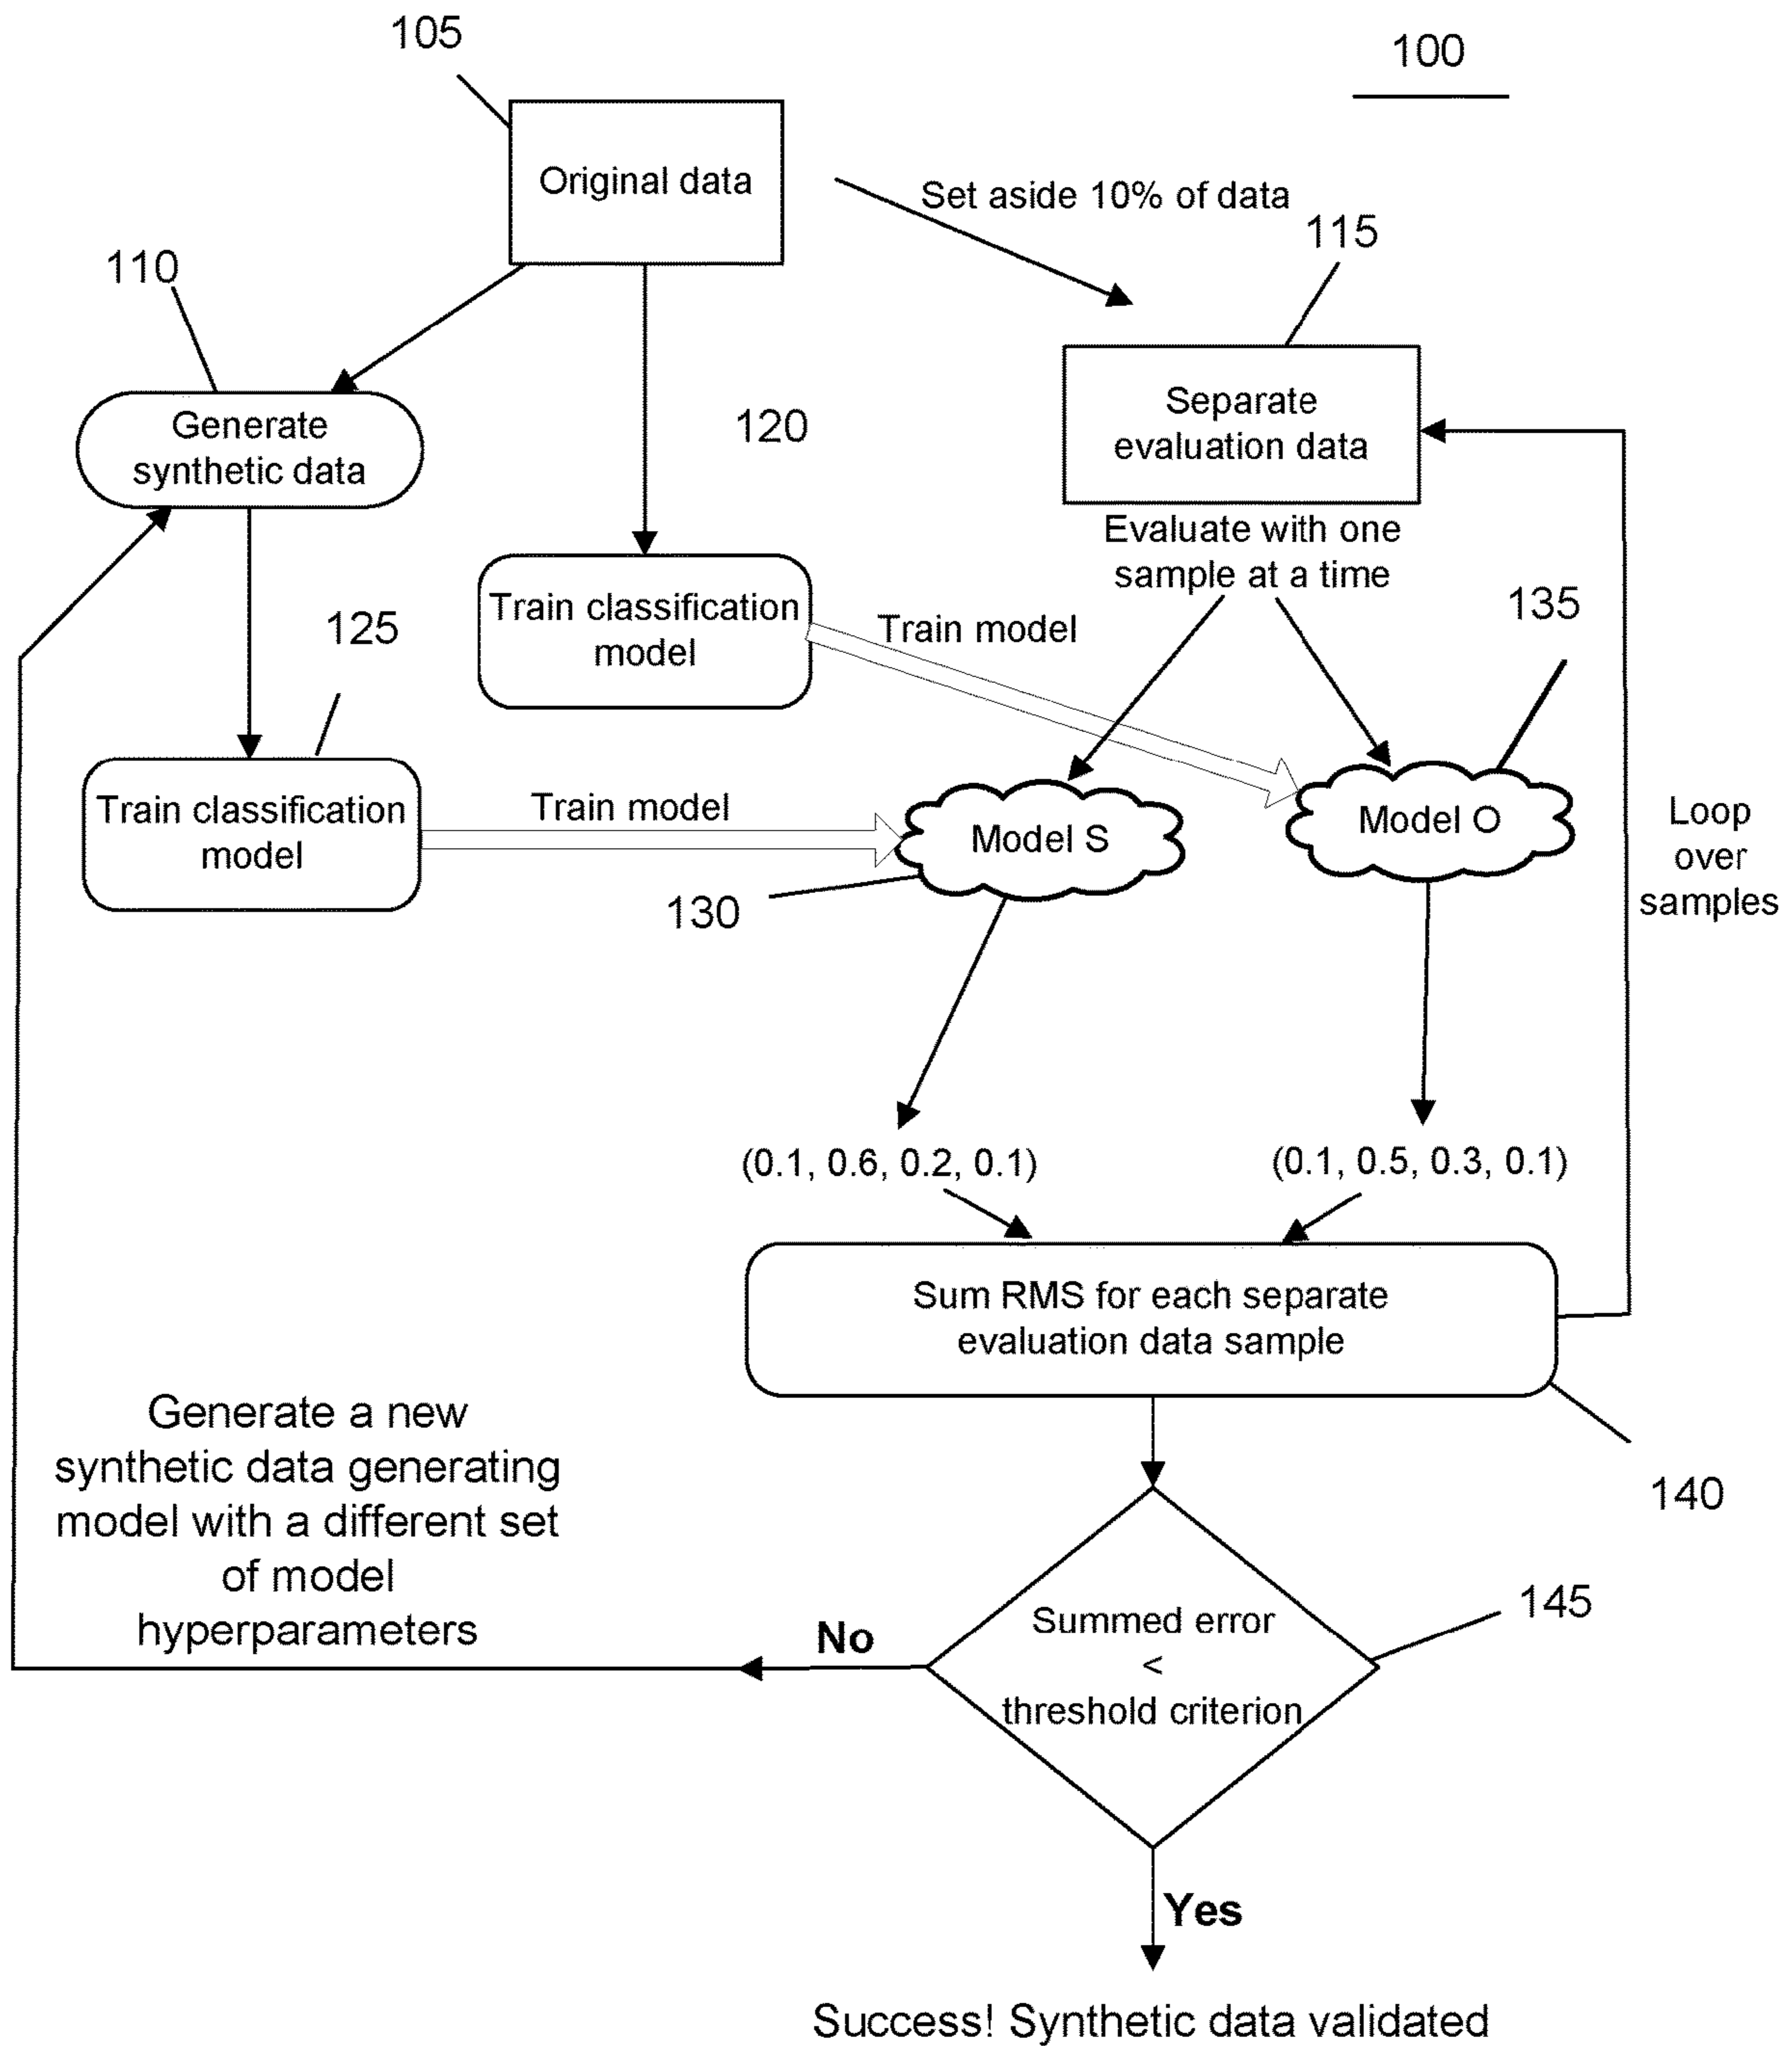 105
100
Original data
Set aside 10% of data
115
110
Generate
synthetic data
120
Separate
evaluation data
Evaluate with one
sample at a time
125
Train classification
model
Train model
135
Train classification
model
Train model
Model S
Model O
130
Loop
over
samples
(0.1, 0.6, 0.2, 0.1)
(0.1, 0.5, 0.3, 0.1)
Sum RMS for each separate
evaluation data sample
140
Generate a new
synthetic data generating
model with a different set
of model
hyperparameters
No
Summed error
<
threshold criterion
145
Yes
Success! Synthetic data validated